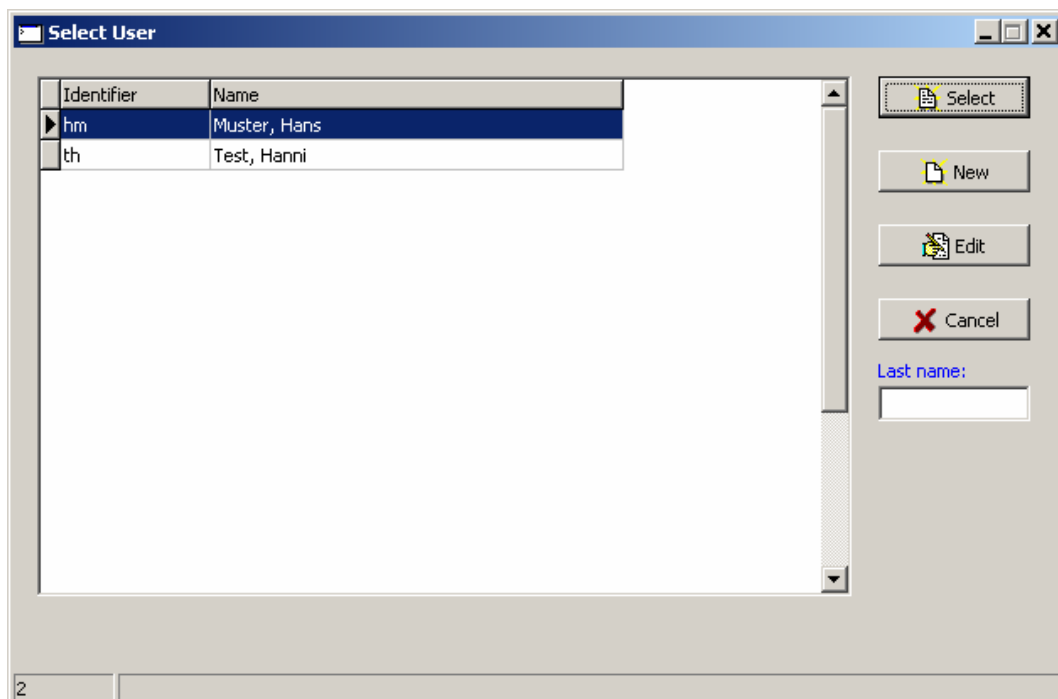 Select User
Identifier Name
hm Muster, Hans
th Test, Hanni
Select
New
Edit
Cancel
Last name:
2